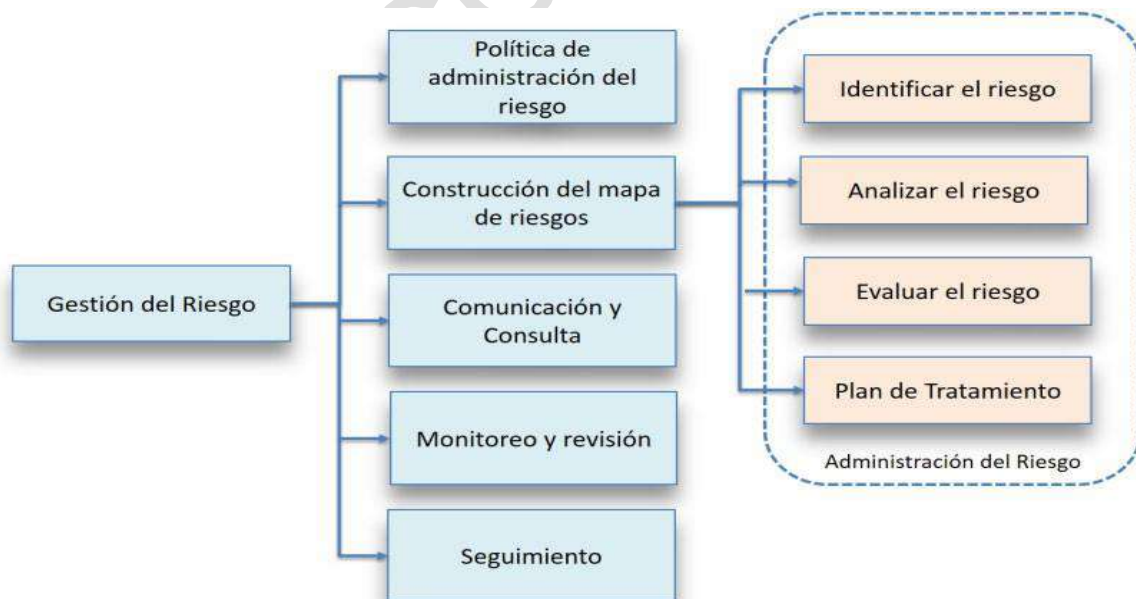 Gestión del Riesgo
Política de
administración del
riesgo
Construcción del mapa
de riesgos
Comunicación y
Consulta
Monitoreo y revisión
Seguimiento
Identificar el riesgo
Analizar el riesgo
Evaluar el riesgo
Plan de Tratamiento
Administración del Riesgo